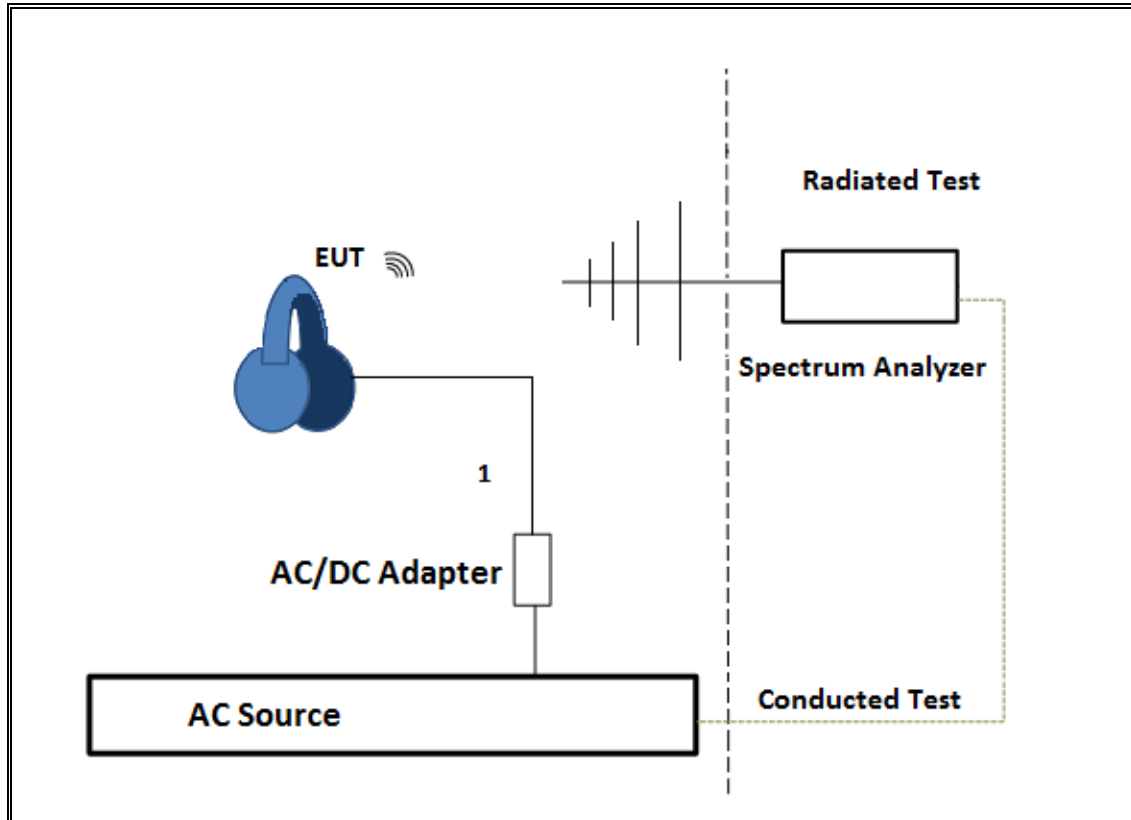 Radiated Test
EUT
Spectrum Analyzer
1
AC/DC Adapter
Conducted Test
AC Source